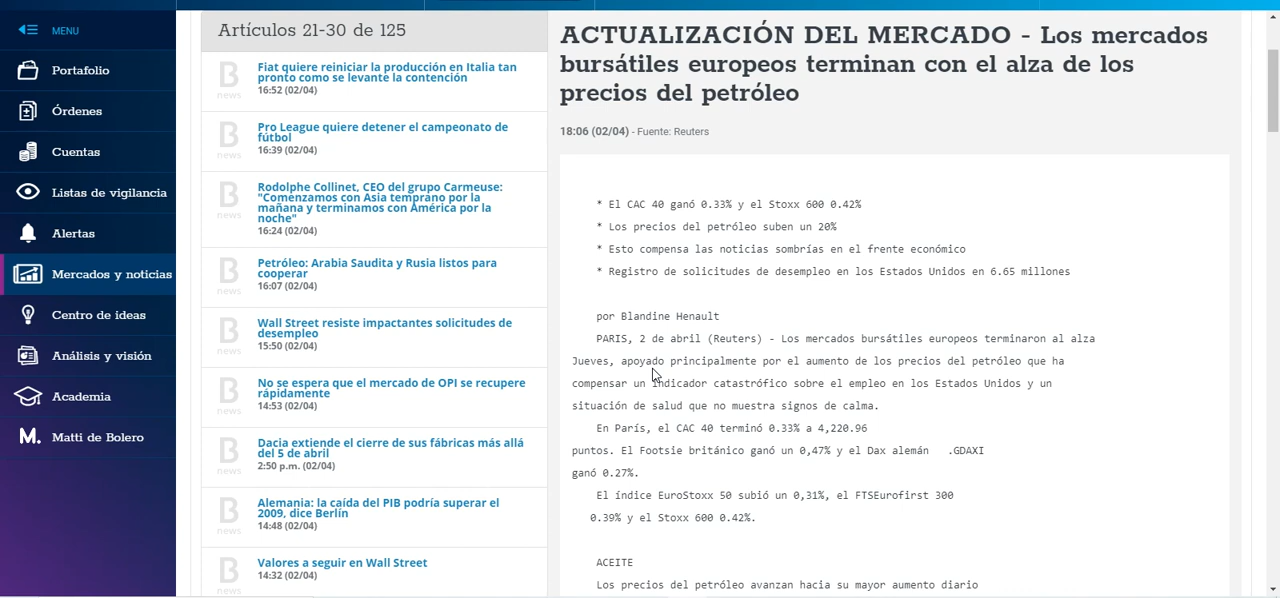 MENU
Portafolio
Órdenes
Cuentas
Listas de vigilancia
Alertas
Mercados y noticias
Centro de ideas
Análisis y visión
Academia
M. Matti de Bolero
Artículos 21-30 de 125
B news
Fiat quiere reiniciar la producción en Italia tan
pronto como se levante la contención
16:52 (02/04)
B news
Pro League quiere detener el campeonato de
fútbol
16:39 (02/04)
B news
Rodolphe Collinet, CEO del grupo Carmeuse:
"Comenzamos con Asia temprano por la
mañana y terminamos con América por la
noche"
16:24 (02/04)
B news
Petróleo: Arabia Saudita y Rusia listos para
cooperar
16:07 (02/04)
B news
Wall Street resiste impactantes solicitudes de
desempleo
15:50 (02/04)
B news
No se espera que el mercado de OPI se recupere
rápidamente
14:53 (02/04)
B news
Dacia extiende el cierre de sus fábricas más allá
del 5 de abril
2:50 p.m. (02/04)
B news
Alemania: la caída del PIB podría superar el
2009, dice Berlín
14:48 (02/04)
B news
Valores a seguir en Wall Street
14:32 (02/04)
ACTUALIZACIÓN DEL MERCADO - Los mercados
bursátiles europeos terminan con el alza de los
precios del petróleo
18:06 (02/04) - Fuente: Reuters
* El CAC 40 ganó 0.33% y el Stoxx 600 0.42%
* Los precios del petróleo suben un 20%
* Esto compensa las noticias sombrías en el frente económico
* Registro de solicitudes de desempleo en los Estados Unidos en 6.65 millones
por Blandine Henault
PARIS, 2 de abril (Reuters) - Los mercados bursátiles europeos terminaron al alza
Jueves, apoyado principalmente por el aumento de los precios del petróleo que ha
compensar un indicador catastrófico sobre el empleo en los Estados Unidos y un
situación de salud que no muestra signos de calma.
En París, el CAC 40 terminó 0.33% a 4,220.96
puntos. El Footsie británico ganó un 0,47% y el Dax alemán .GDAXI
ganó 0.27%.
El índice EuroStoxx 50 subió un 0,31%, el FTSEurofirst 300
0.39% y el Stoxx 600 0.42%.
ACEITE
Los precios del petróleo avanzan hacia su mayor aumento diario